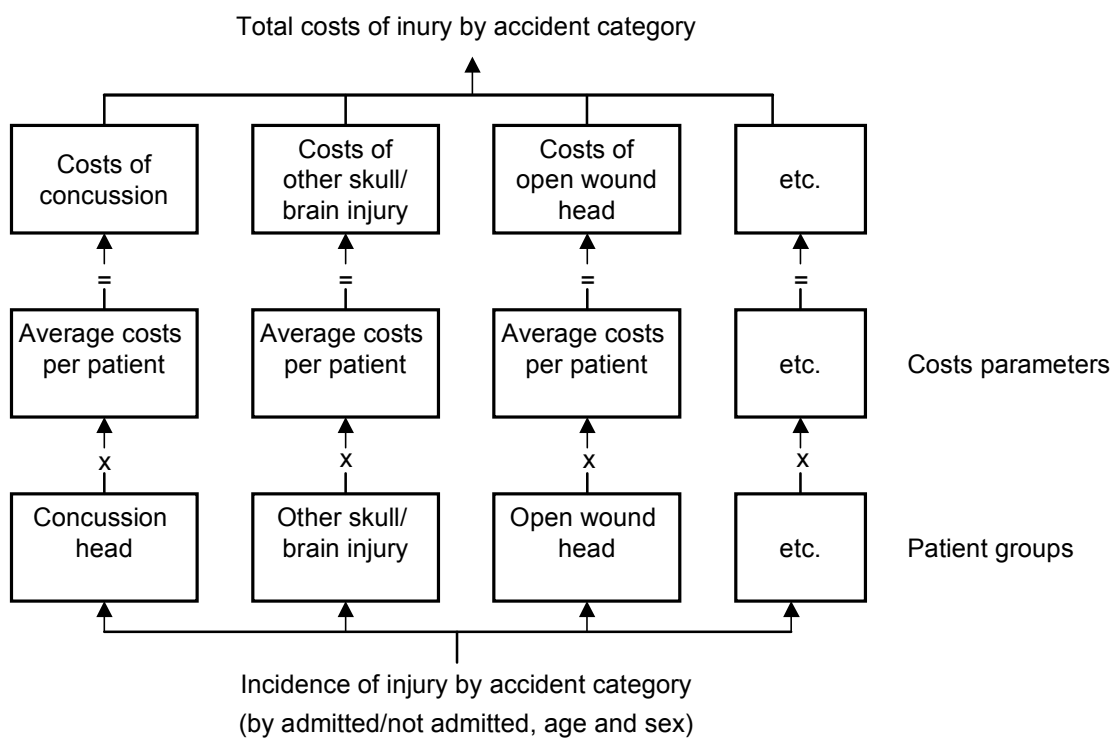 Total costs of inury by accident category
Costs of
concussion
Costs of
other skull/
brain injury
Costs of
open wound
head
etc.
=
=
=
=
Average costs
per patient
Average costs
per patient
Average costs
per patient
etc.
Costs parameters
x
x
x
x
Concussion
head
Other skull/
brain injury
Open wound
head
etc.
Patient groups
Incidence of injury by accident category
(by admitted/not admitted, age and sex)